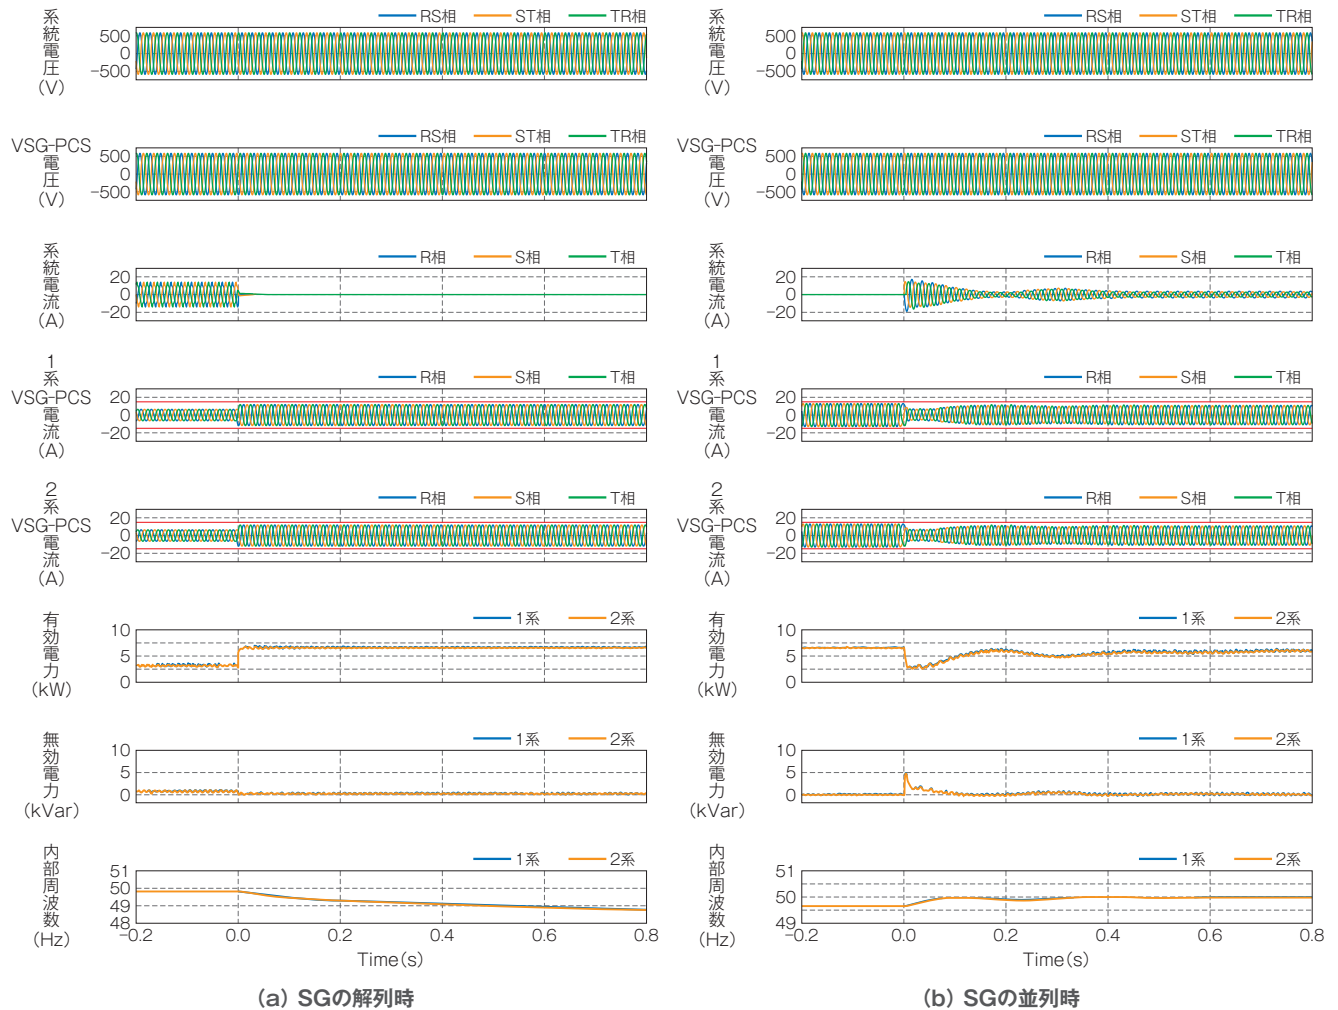 系統電圧(V)
RS相 ST相 TR相
500
0
-500
VSG-PCS電圧(V)
RS相 ST相 TR相
500
0
-500
系統電流(A)
R相 S相 T相
20
0
-20
1系VSG-PCS電流(A)
R相 S相 T相
20
0
-20
2系VSG-PCS電流(A)
R相 S相 T相
20
0
-20
有効電力(kW)
1系 2系
10
5
0
無効電力(kVar)
1系 2系
10
5
0
内部周波数(Hz)
1系 2系
51
50
49
48
-0.2 0.0 0.2 0.4 0.6 0.8
Time(s)
(a) SGの解列時
系統電圧(V)
RS相 ST相 TR相
500
0
-500
VSG-PCS電圧(V)
RS相 ST相 TR相
500
0
-500
系統電流(A)
R相 S相 T相
20
0
-20
1系VSG-PCS電流(A)
R相 S相 T相
20
0
-20
2系VSG-PCS電流(A)
R相 S相 T相
20
0
-20
有効電力(kW)
1系 2系
10
5
0
無効電力(kVar)
1系 2系
10
5
0
内部周波数(Hz)
1系 2系
51
50
49
-0.2 0.0 0.2 0.4 0.6 0.8
Time(s)
(b) SGの並列時